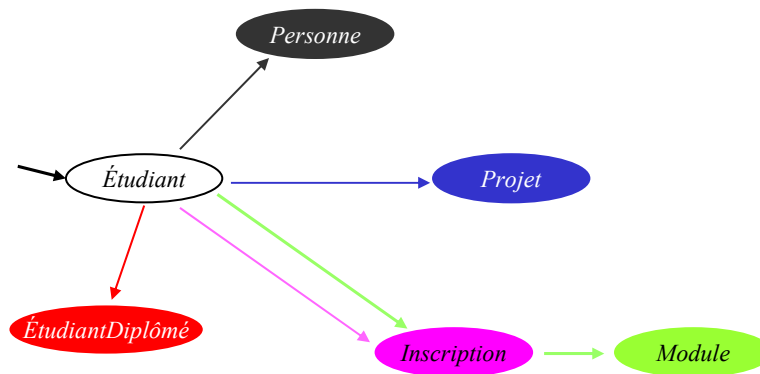 Personne
Étudiant
Projet
ÉtudiantDiplômé
Inscription
Module